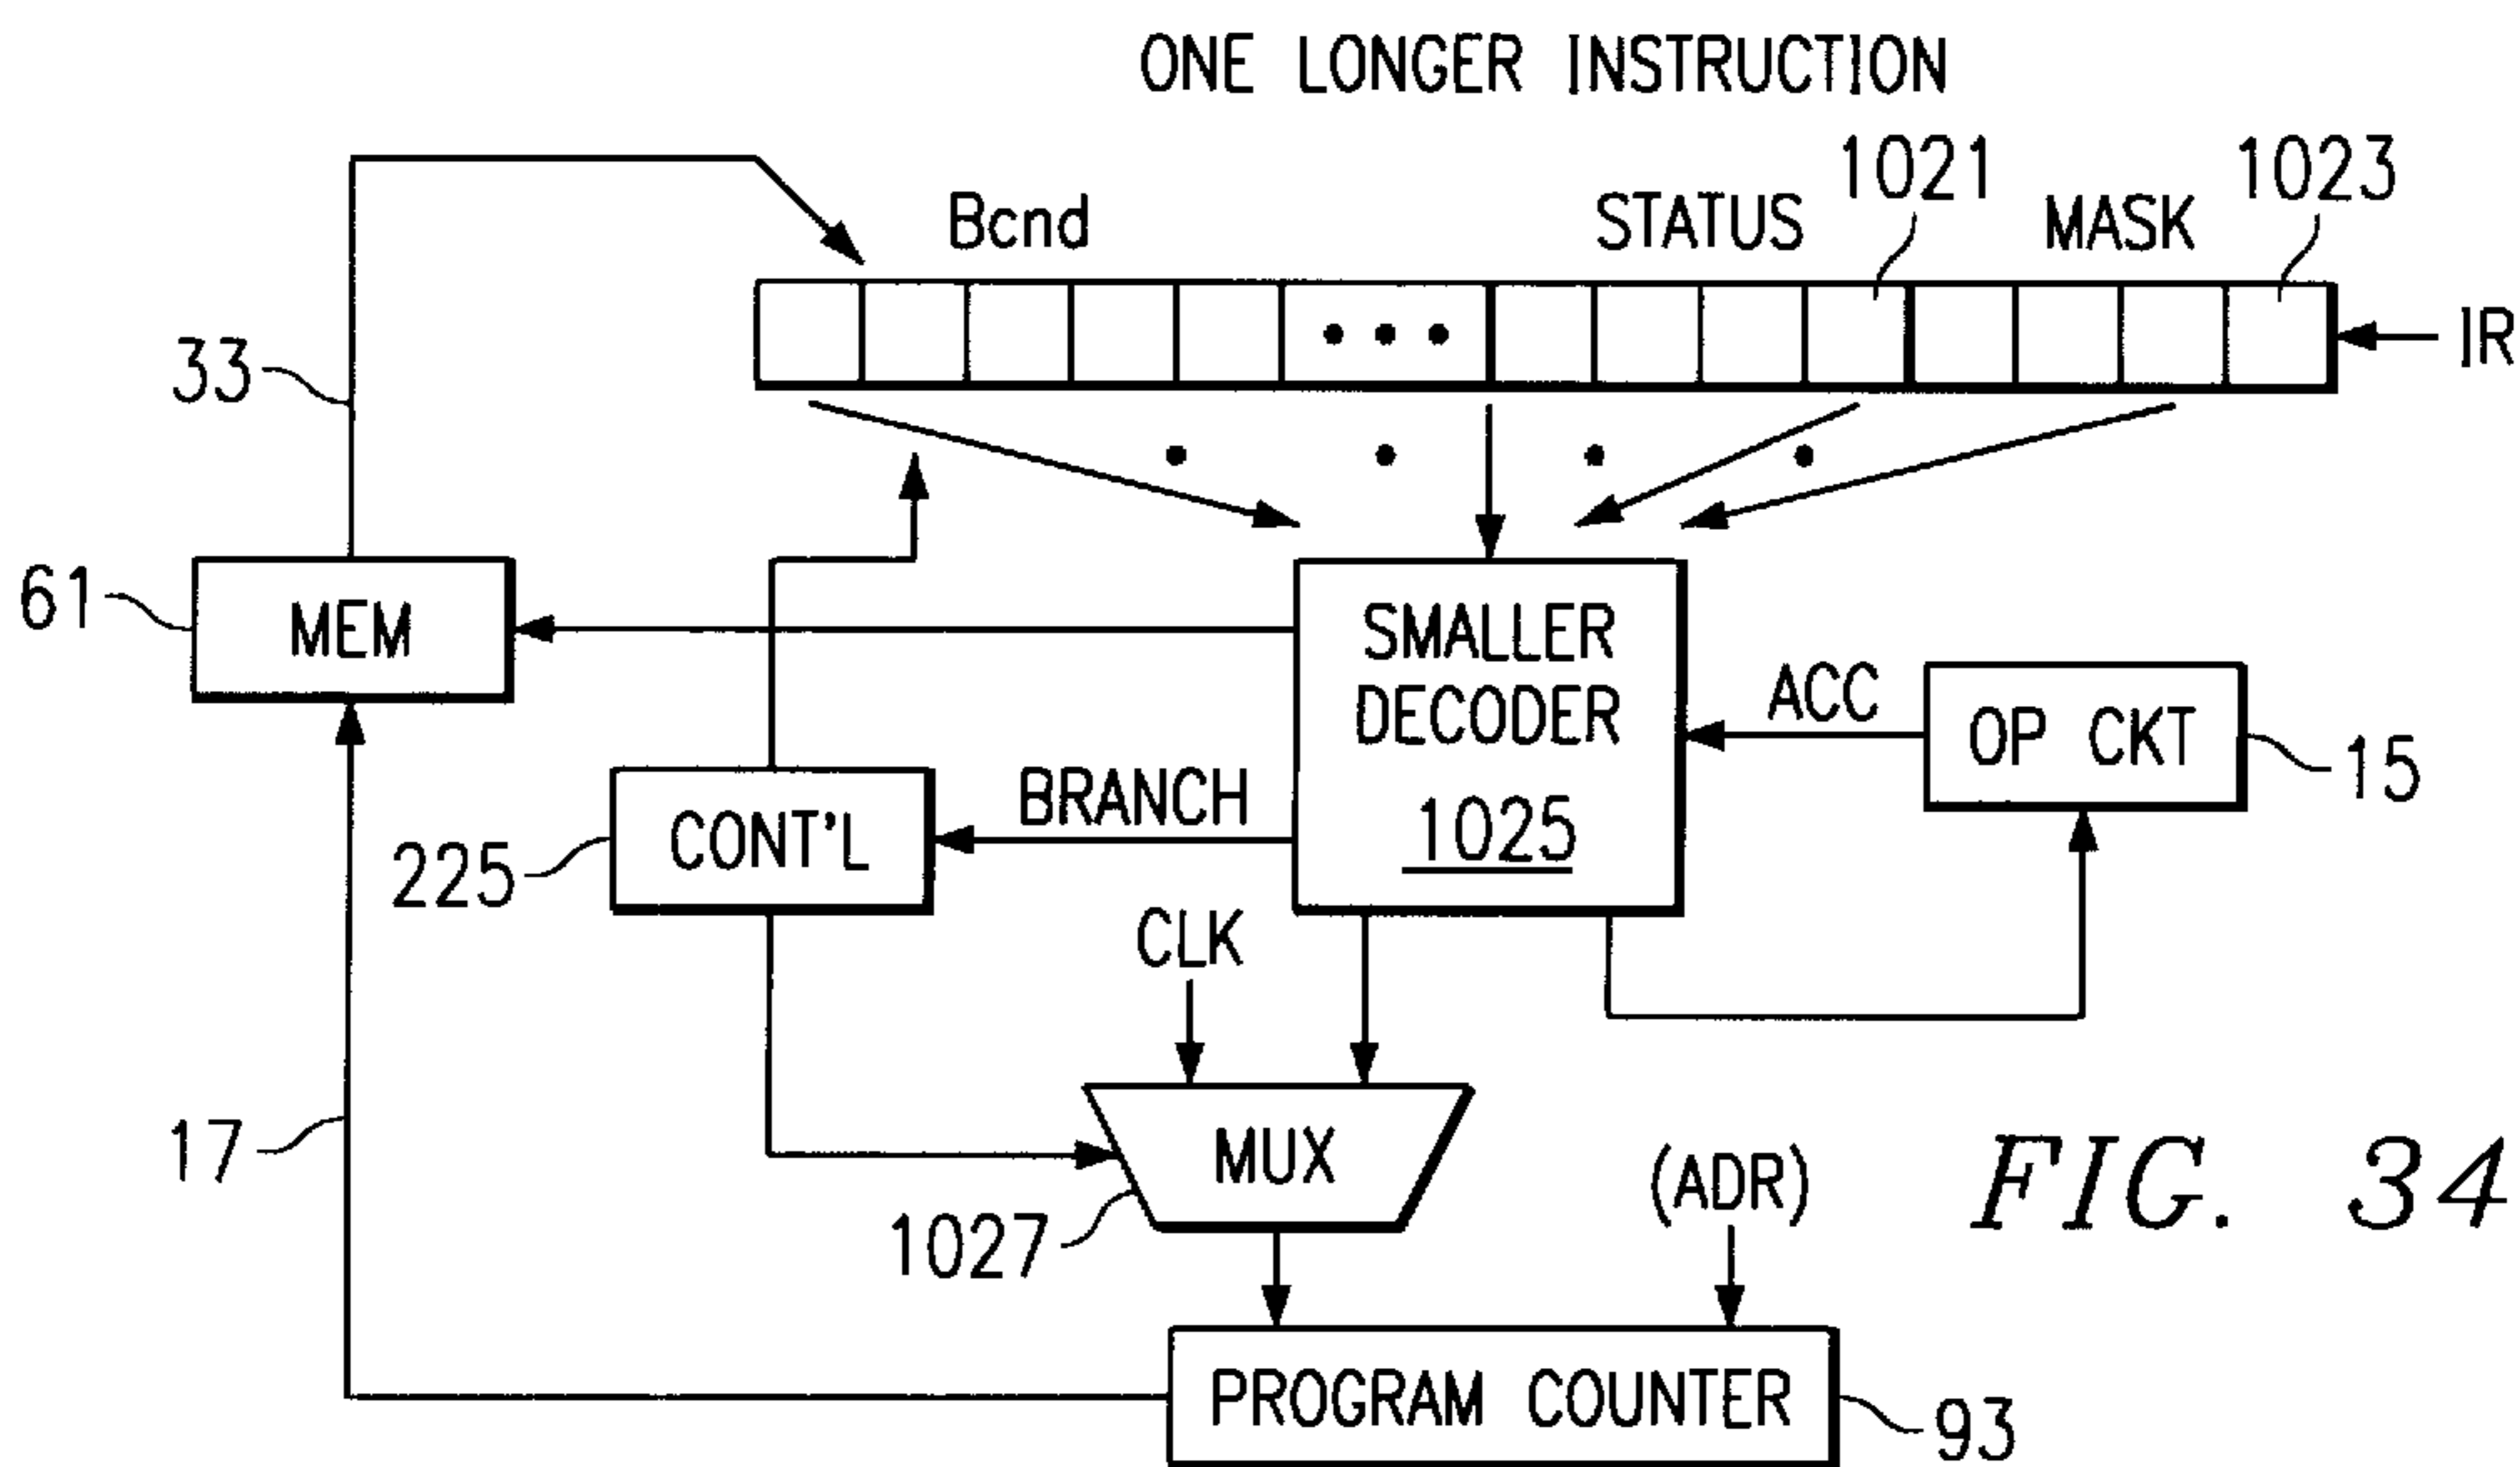 ONE LONGER INSTRUCTION
1021
1023
Bcnd
STATUS
MASK
IR
33
61
MEM
SMALLER
DECODER
1025
ACC
OP CKT
15
BRANCH
CONT'L
225
CLK
17
MUX
1027
(ADR)
FIG. 34
PROGRAM COUNTER
93